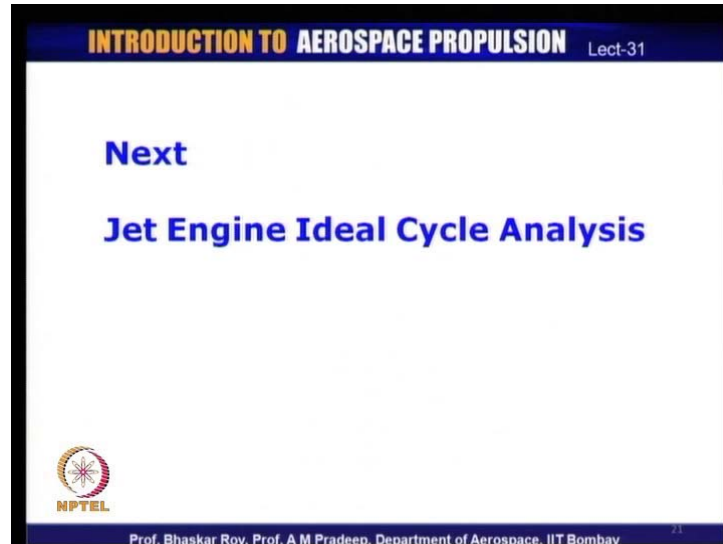 INTRODUCTION TO AEROSPACE PROPULSION Lect-31
Next
Jet Engine Ideal Cycle Analysis
NPTEL
Prof. Bhaskar Roy, Prof. A M Pradeep, Department of Aerospace, IIT Bombay 21